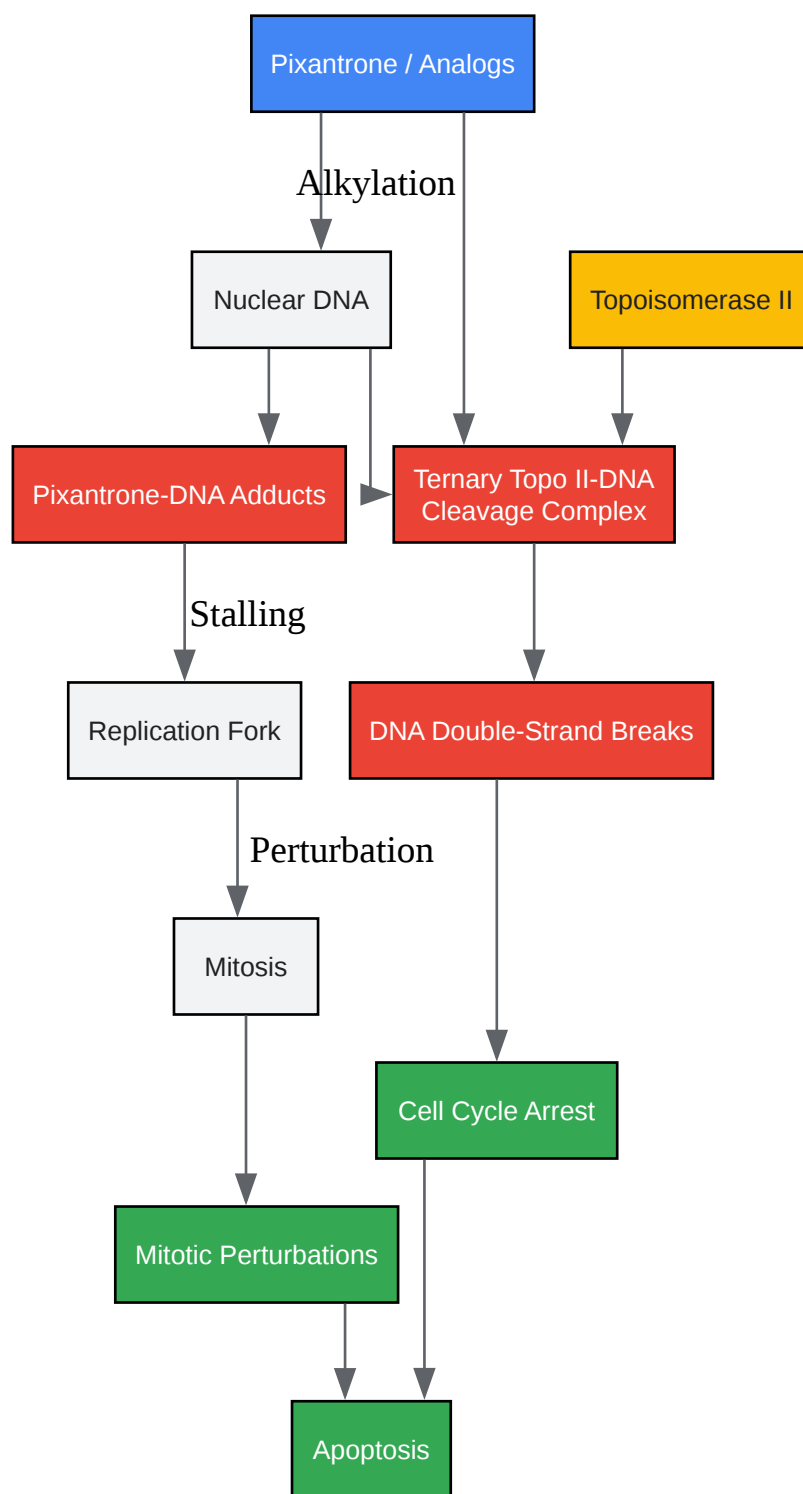 Pixantrone / Analogs
Alkylation
Nuclear DNA
Topoisomerase II
Pixantrone-DNA Adducts
Ternary Topo II-DNA
Cleavage Complex
Stalling
Replication Fork
DNA Double-Strand Breaks
Perturbation
Mitosis
Cell Cycle Arrest
Mitotic Perturbations
Apoptosis